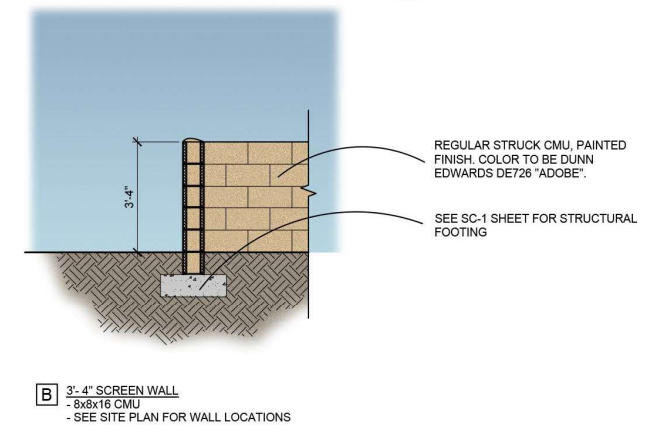 3'-4"
REGULAR STRUCK CMU, PAINTED
FINISH. COLOR TO BE DUNN
EDWARDS DE726 "ADOBE".
SEE SC-1 SHEET FOR STRUCTURAL
FOOTING
B 3'- 4" SCREEN WALL
- 8x8x16 CMU
- SEE SITE PLAN FOR WALL LOCATIONS